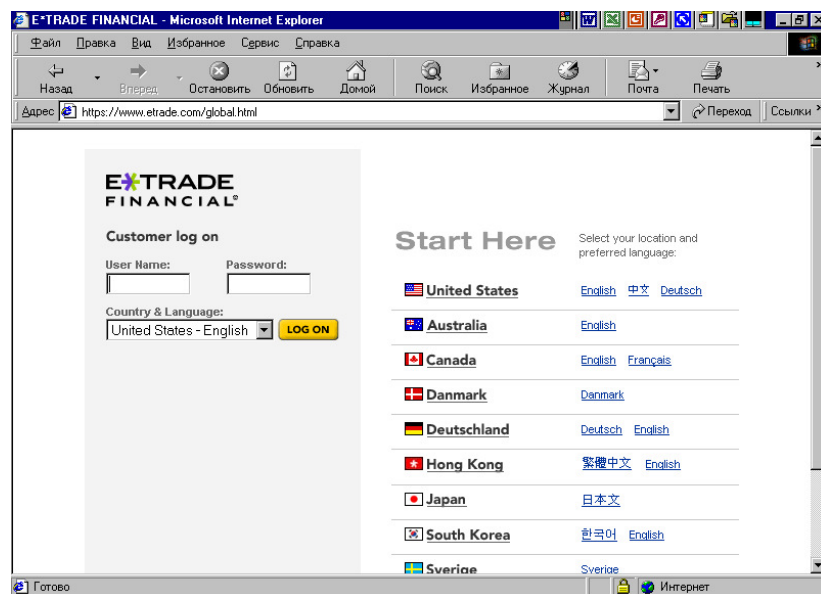 E*TRADE FINANCIAL - Microsoft Internet Explorer
Файл Правка Вид Избранное Сервис Справка
Назад Вперед Остановить Обновить Домой Поиск Избранное Журнал Почта Печать
Адрес https://www.etrade.com/global.html Переход Ссылки
E*TRADE
FINANCIAL®
Customer log on
User Name: Password:
Country & Language:
United States - English LOG ON
Start Here
Select your location and
preferred language:
United States English 中文 Deutsch
Australia English
Canada English Français
Danmark Danmark
Deutschland Deutsch English
Hong Kong 繁體中文 English
Japan 日本文
South Korea 한국어 English
Sverige Sverige
Готово Интернет